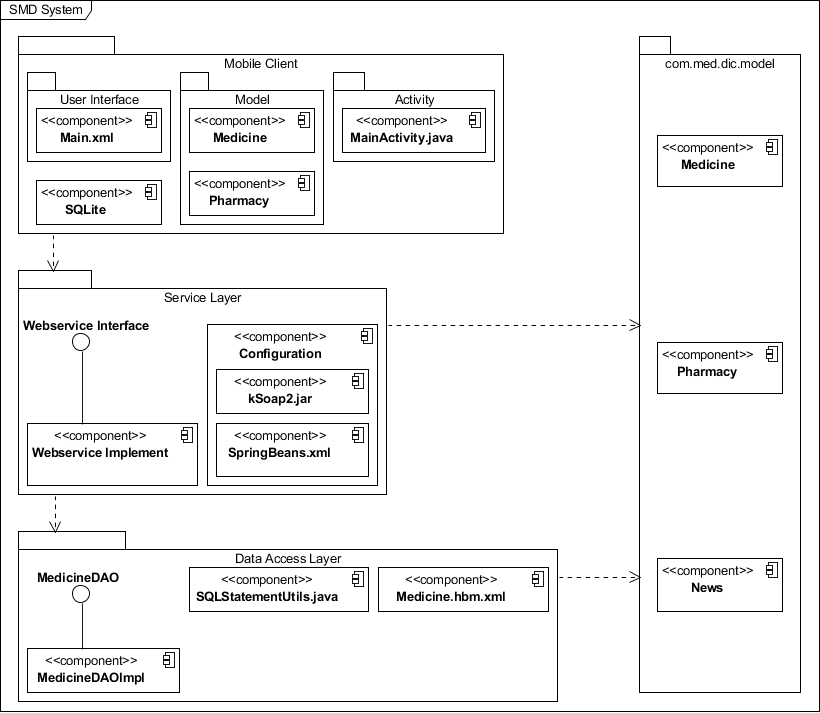 SMD System
Mobile Client
User Interface
<<component>>
Main.xml
<<component>>
SQLite
Model
<<component>>
Medicine
<<component>>
Pharmacy
Activity
<<component>>
MainActivity.java
com.med.dic.model
<<component>>
Medicine
<<component>>
Pharmacy
<<component>>
News
Service Layer
Webservice Interface
<<component>>
Webservice Implement
<<component>>
Configuration
<<component>>
kSoap2.jar
<<component>>
SpringBeans.xml
Data Access Layer
MedicineDAO
<<component>>
MedicineDAOImpl
<<component>>
SQLStatementUtils.java
<<component>>
Medicine.hbm.xml